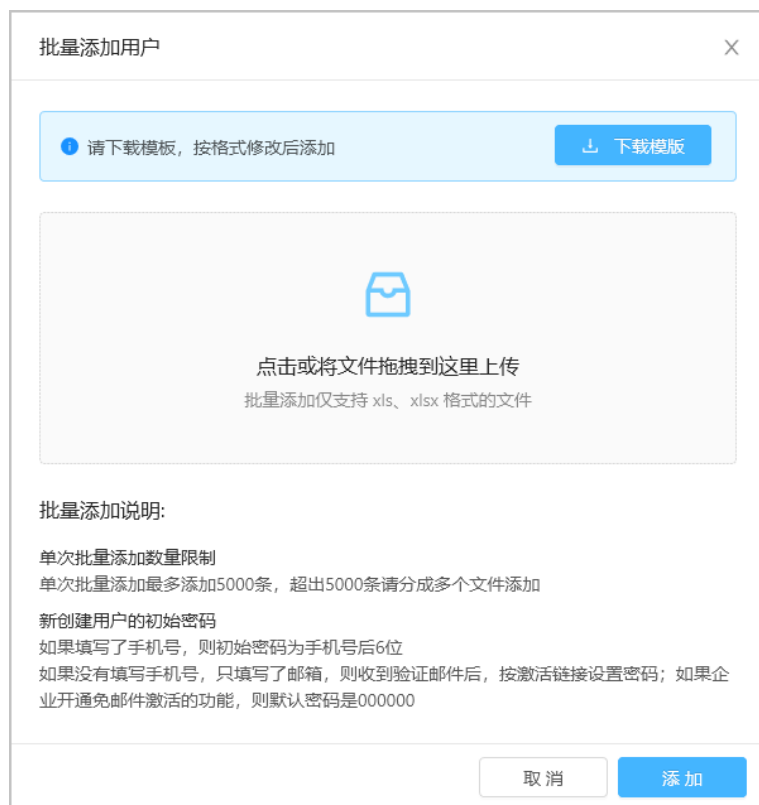 批量添加用户
请下载模板，按格式修改后添加
下载模版
点击或将文件拖拽到这里上传
批量添加仅支持 xls、xlsx 格式的文件
批量添加说明:
单次批量添加数量限制
单次批量添加最多添加5000条，超出5000条请分成多个文件添加
新创建用户的初始密码
如果填写了手机号，则初始密码为手机号后6位
如果没有填写手机号，只填写了邮箱，则收到验证邮件后，按激活链接设置密码；如果企
业开通免邮件激活的功能，则默认密码是000000
取 消
添 加